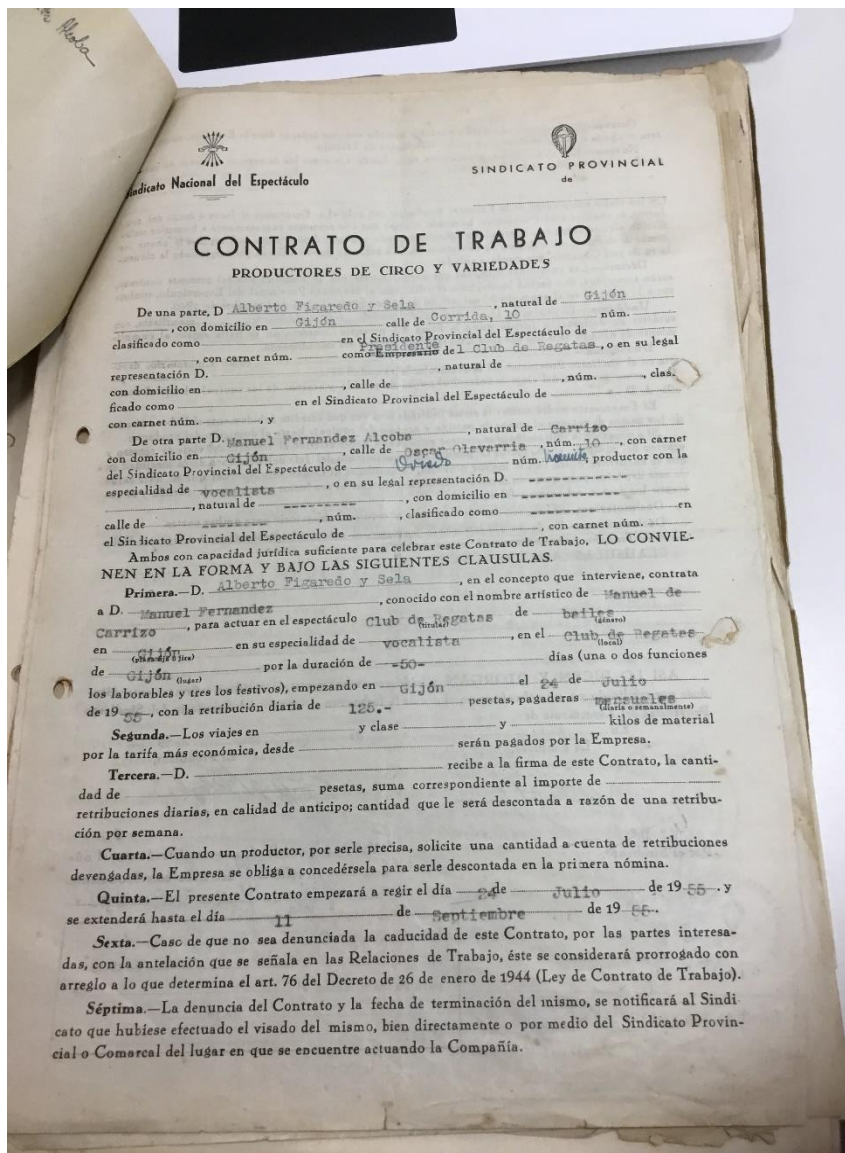 Alcoba
Sindicato Nacional del Espectáculo
SINDICATO PROVINCIAL
de
CONTRATO DE TRABAJO
PRODUCTORES DE CIRCO Y VARIEDADES
De una parte, D Alberto Figaredo y Sela, natural de Gijón
, con domicilio en Gijón calle de Corrida, 10 núm.
clasificado como en el Sindicato Provincial del Espectáculo de
Presidente
, con carnet núm. como Empresario del Club de Regatas, o en su legal
representación D. , natural de
con domicilio en , calle de , núm. , clas.
ficado como en el Sindicato Provincial del Espectáculo de
con carnet núm. , y
De otra parte D. Manuel Fernandez Alcoba, natural de Carrizo
con domicilio en Gijón, calle de Oscar Olavarria, núm. 10, con carnet
del Sindicato Provincial del Espectáculo de Oviedo núm. , productor con la
especialidad de vocalista, o en su legal representación D. ------------
, natural de --------- , con domicilio en ------------
calle de -------- , núm. , clasificado como --------- en
el Sindicato Provincial del Espectáculo de , con carnet núm.
Ambos con capacidad jurídica suficiente para celebrar este Contrato de Trabajo, LO CONVIE-
NEN EN LA FORMA Y BAJO LAS SIGUIENTES CLAUSULAS.
Primera.—D. Alberto Figaredo y Sela, en el concepto que interviene, contrata
a D. Manuel Fernandez, conocido con el nombre artístico de Manuel de
Carrizo, para actuar en el espectáculo Club de Regatas de bailes
(titular) (género)
en Gijón en su especialidad de vocalista, en el Club de Regatas
(plaza fija o jira) (local)
de Gijón por la duración de -50- días (una o dos funciones
(lugar)
los laborables y tres los festivos), empezando en Gijón el 24 de Julio
de 1955, con la retribución diaria de 125.- pesetas, pagaderas mensuales
(diaria o semanalmente)
Segunda.—Los viajes en y clase y kilos de material
por la tarifa más económica, desde serán pagados por la Empresa.
Tercera.—D. recibe a la firma de este Contrato, la canti-
dad de pesetas, suma correspondiente al importe de
retribuciones diarias, en calidad de anticipo; cantidad que le será descontada a razón de una retribu-
ción por semana.
Cuarta.—Cuando un productor, por serle precisa, solicite una cantidad a cuenta de retribuciones
devengadas, la Empresa se obliga a concedérsela para serle descontada en la primera nómina.
Quinta.—El presente Contrato empezará a regir el día 24 de Julio de 1955. y
se extenderá hasta el día 11 de Septiembre de 1955.
Sexta.—Caso de que no sea denunciada la caducidad de este Contrato, por las partes interesa-
das, con la antelación que se señala en las Relaciones de Trabajo, éste se considerará prorrogado con
arreglo a lo que determina el art. 76 del Decreto de 26 de enero de 1944 (Ley de Contrato de Trabajo).
Séptima.—La denuncia del Contrato y la fecha de terminación del mismo, se notificará al Sindi
cato que hubiese efectuado el visado del mismo, bien directamente o por medio del Sindicato Provin-
cial o Comarcal del lugar en que se encuentre actuando la Compañía.